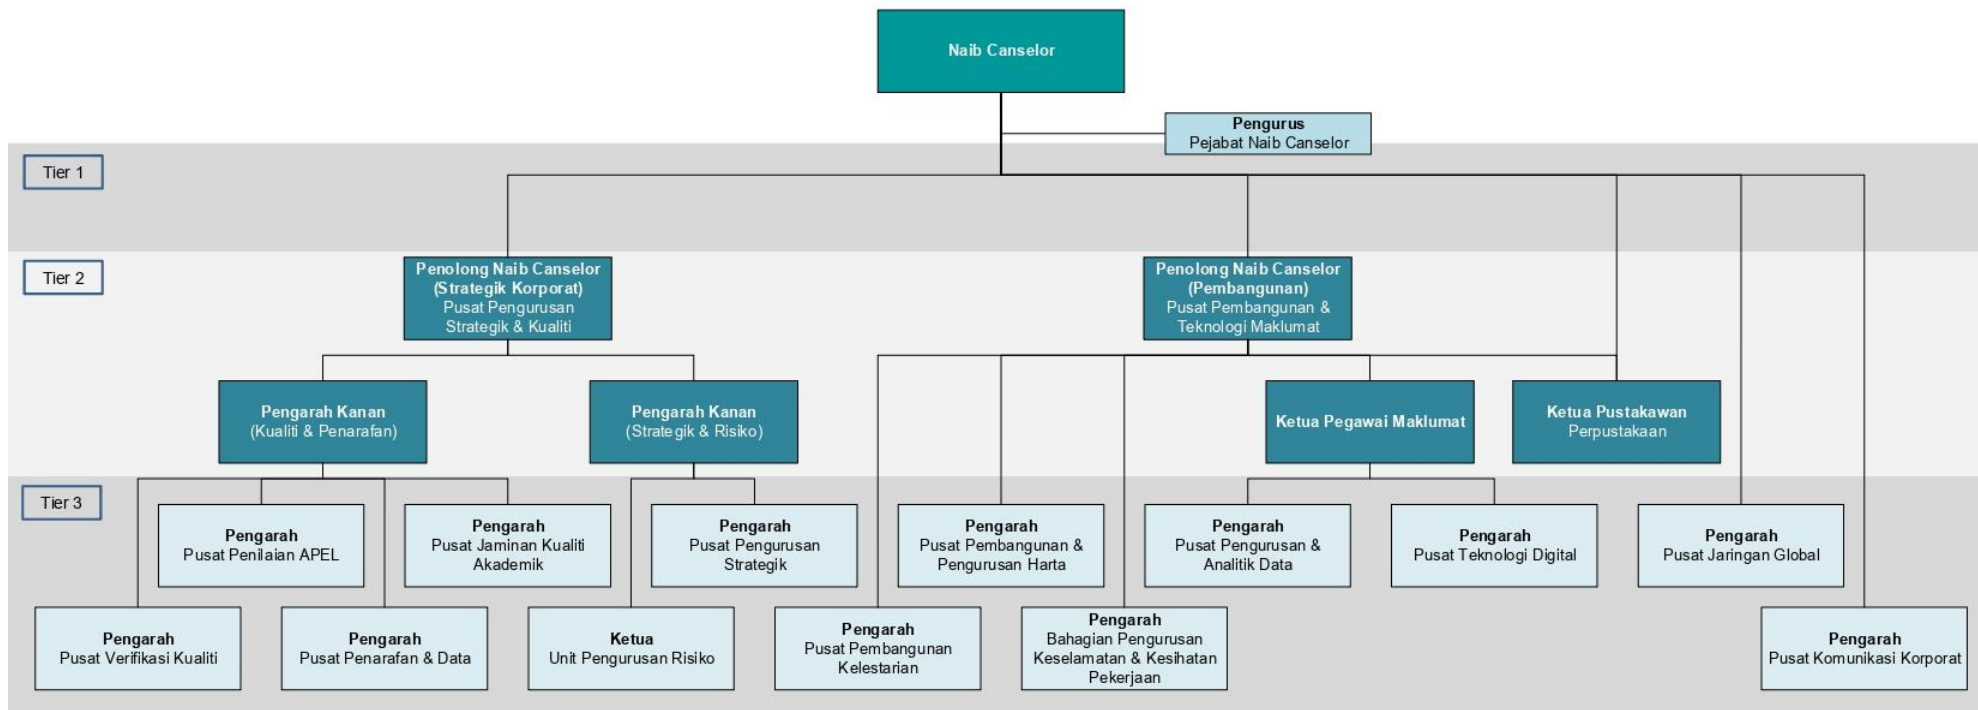 Naib Canselor
Pengurus
Pejabat Naib Canselor
Tier 1
Tier 2
Penolong Naib Canselor
(Strategik Korporat)
Pusat Pengurusan
Strategik & Kualiti
Penolong Naib Canselor
(Pembangunan)
Pusat Pembangunan &
Teknologi Maklumat
Pengarah Kanan
(Kualiti & Penarafan)
Pengarah Kanan
(Strategik & Risiko)
Ketua Pegawai Maklumat
Ketua Pustakawan
Perpustakaan
Tier 3
Pengarah
Pusat Penilaian APEL
Pengarah
Pusat Jaminan Kualiti
Akademik
Pengarah
Pusat Pengurusan
Strategik
Pengarah
Pusat Pembangunan &
Pengurusan Harta
Pengarah
Pusat Pengurusan &
Analitik Data
Pengarah
Pusat Teknologi Digital
Pengarah
Pusat Jaringan Global
Pengarah
Pusat Verifikasi Kualiti
Pengarah
Pusat Penarafan & Data
Ketua
Unit Pengurusan Risiko
Pengarah
Pusat Pembangunan
Kelestarian
Pengarah
Bahagian Pengurusan
Keselamatan & Kesihatan
Pekerjaan
Pengarah
Pusat Komunikasi Korporat